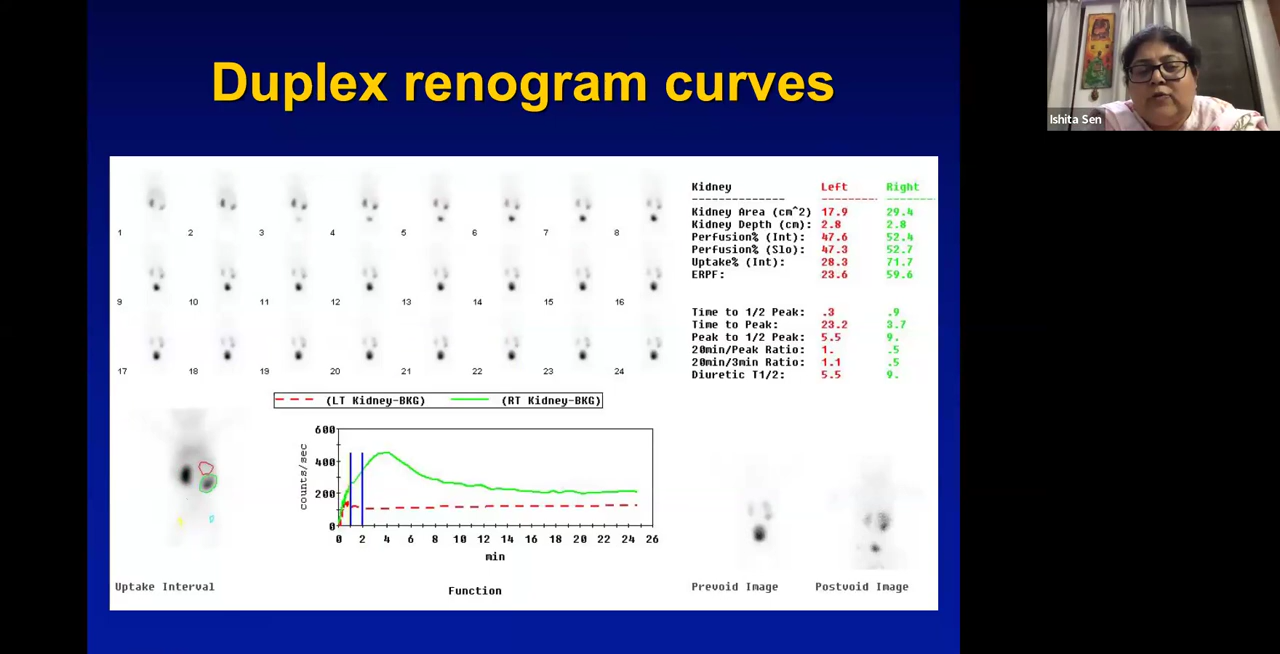 Duplex renogram curves
Ishita Sen
1 2 3 4 5 6 7 8
9 10 11 12 13 14 15 16
17 18 19 20 21 22 23 24
Kidney Left Right
Kidney Area (cm^2) 17.9 29.4
Kidney Depth (cm): 2.8 2.8
Perfusion% (Int): 47.6 52.4
Perfusion% (Slo): 47.3 52.7
Uptake% (Int): 28.3 71.7
ERPF: 23.6 59.6
Time to 1/2 Peak: .3 .9
Time to Peak: 23.2 3.7
Peak to 1/2 Peak: 5.5 9.
20min/Peak Ratio: 1. .5
20min/3min Ratio: 1.1 .5
Diuretic T1/2: 5.5 9.
(LT Kidney-BKG) (RT Kidney-BKG)
600
400
200
0
counts/sec
0 2 4 6 8 10 12 14 16 18 20 22 24 26
min
Uptake Interval
Function
Prevoid Image
Postvoid Image